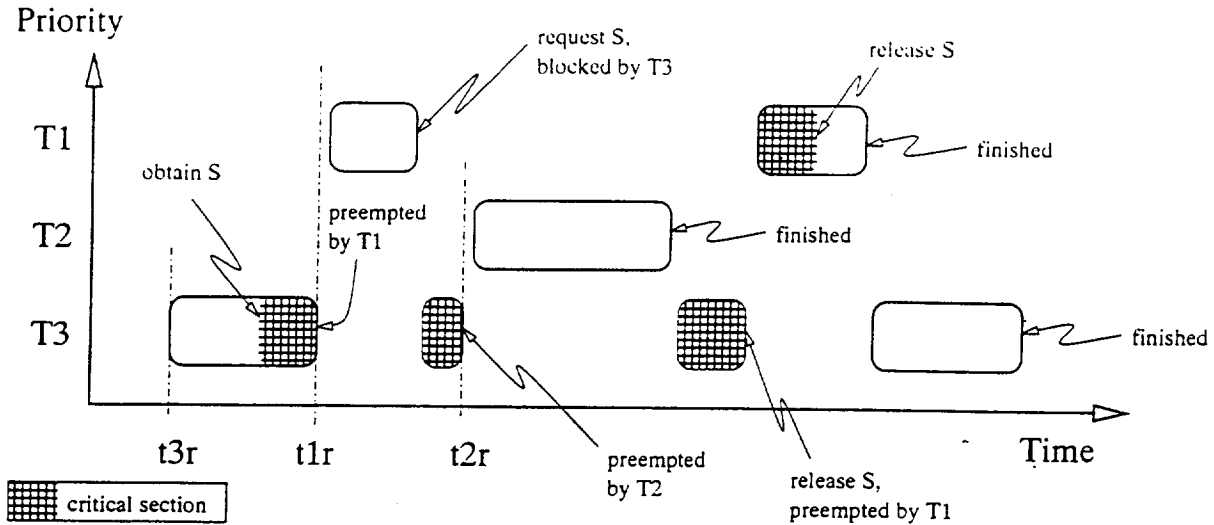 Priority
request S,
blocked by T3
release S
T1
finished
obtain S
preempted
by T1
T2
finished
T3
finished
t3r
t1r
t2r
Time
preempted
by T2
release S,
preempted by T1
critical section